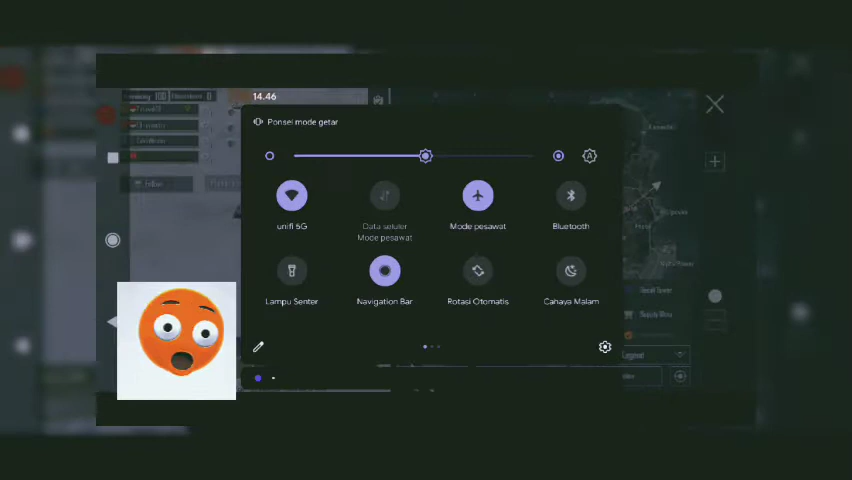 14.46
Ponsel mode getar
A
unifi 5G
Data seluler
Mode pesawat
Mode pesawat
Bluetooth
Lampu Senter
Navigation Bar
Rotasi Otomatis
Cahaya Malam
Legend